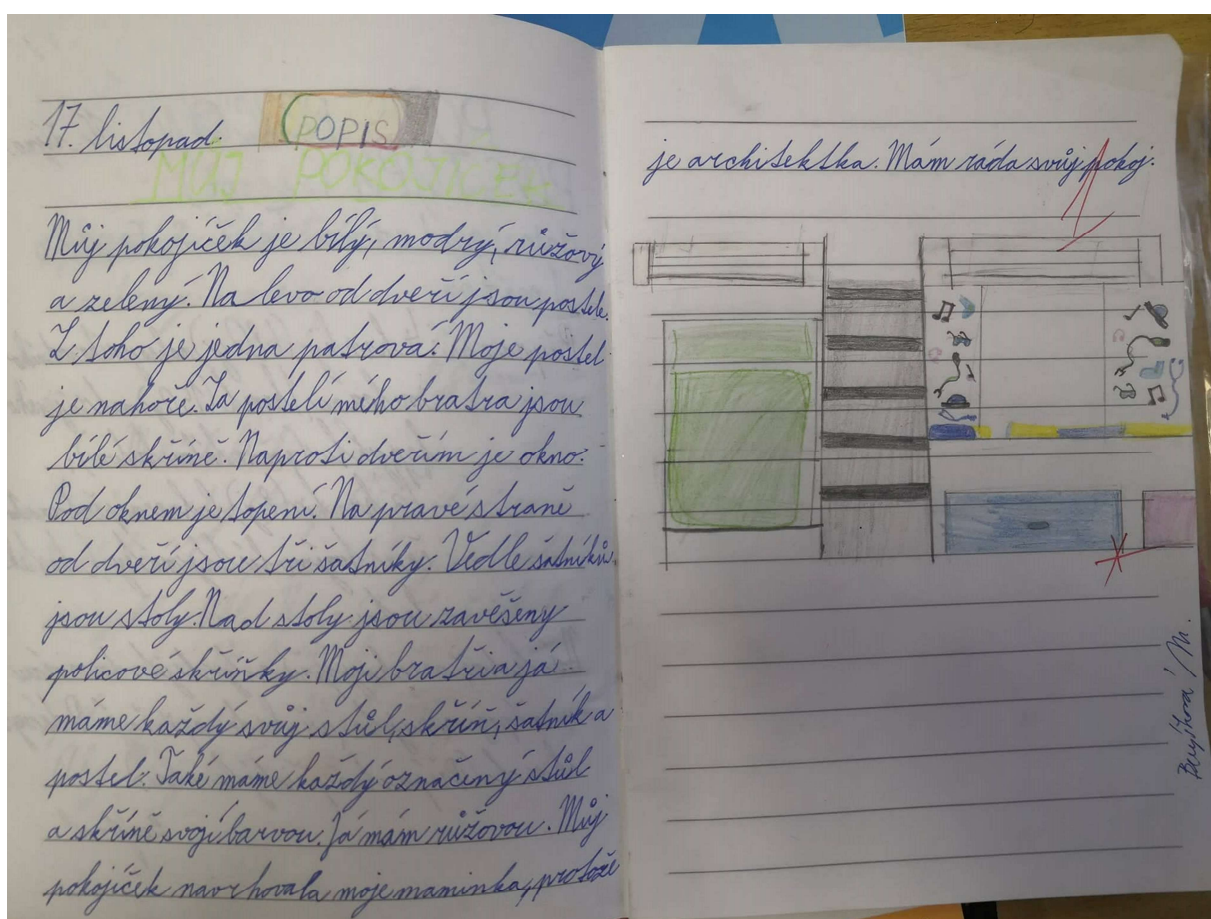 17. listopad.
POPIS
MŮJ POKOJÍČEK
Můj pokojíček je bílý, modrý, růžový
a zelený. Na levo od dveří jsou postele.
Z toho je jedna patrová. Moje postel
je nahoře. Za postelí mého bratra jsou
bílé skříně. Naproti dveřím je okno.
Pod oknem je topení. Na pravé straně
od dveří jsou tři šatníky. Vedle šatníků
jsou stoly. Nad stoly jsou zavěšeny
policové skříňky. Moji bratři a já
máme každý svůj stůl, skříň, šatník a
postel. Také máme každý označený stůl
a skříně svojí barvou. Já mám růžovou. Můj
pokojíček navrhovala moje maminka, protože
je architektka. Mám ráda svůj pokoj.
1